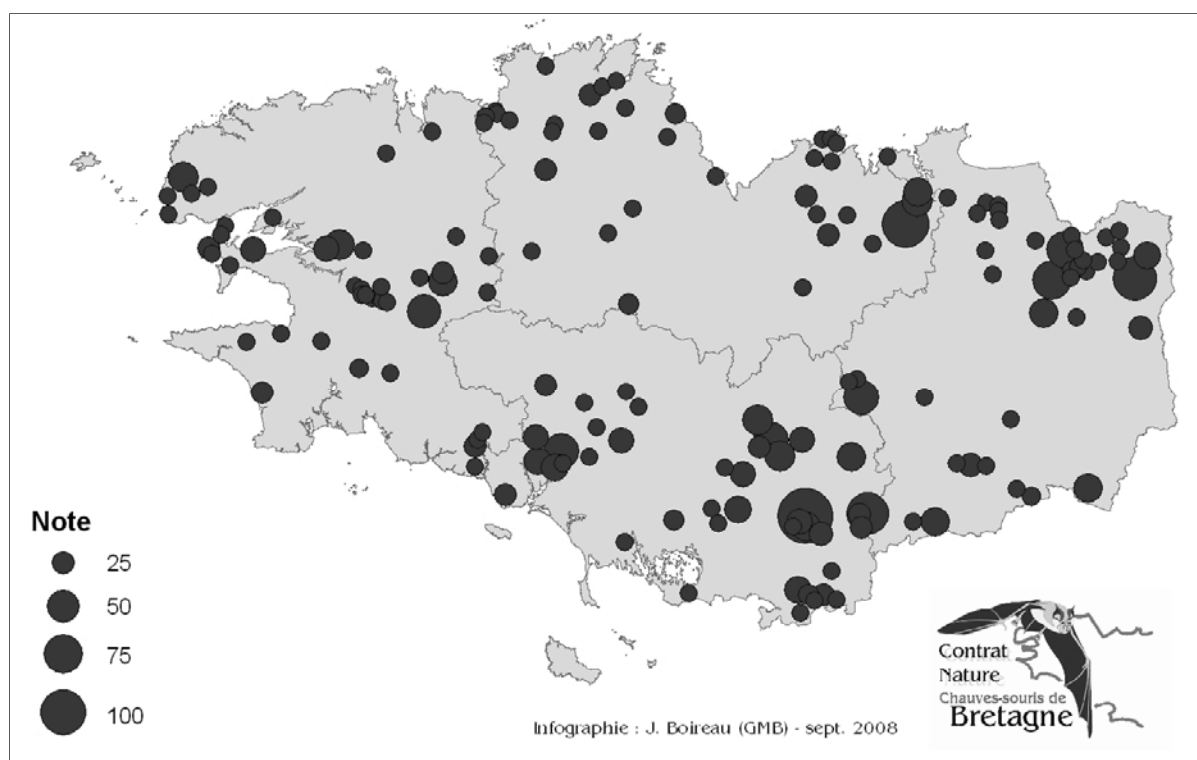 Note
25
50
75
100
Infographie : J. Boireau (GMB) - sept. 2008
Contrat
Nature
Chauves-souris de
Bretagne